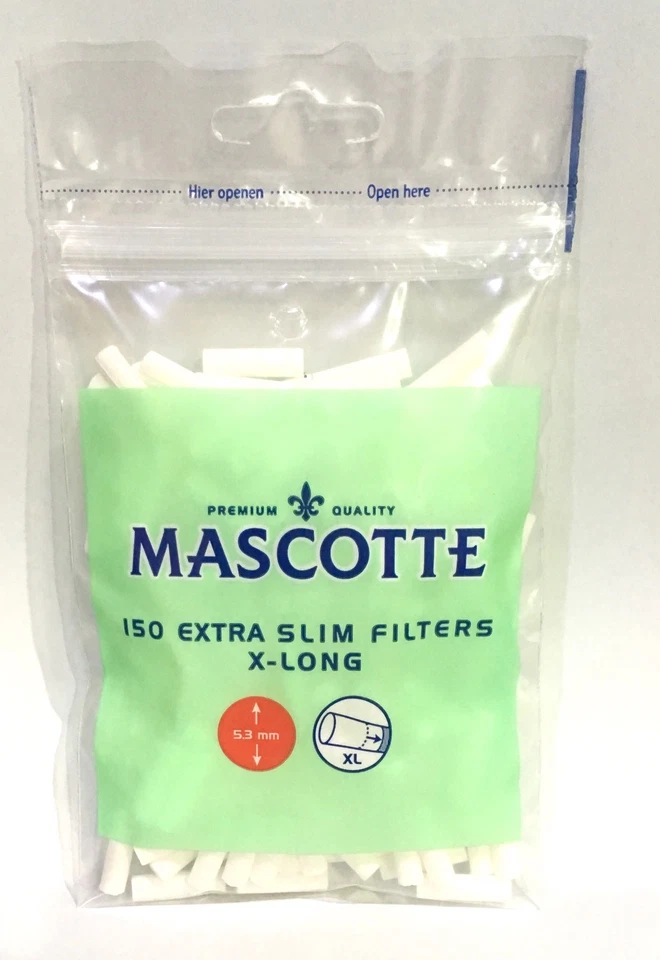 Hier openen Open here
PREMIUM QUALITY
MASCOTTE
150 EXTRA SLIM FILTERS
X-LONG
5.3 mm
XL